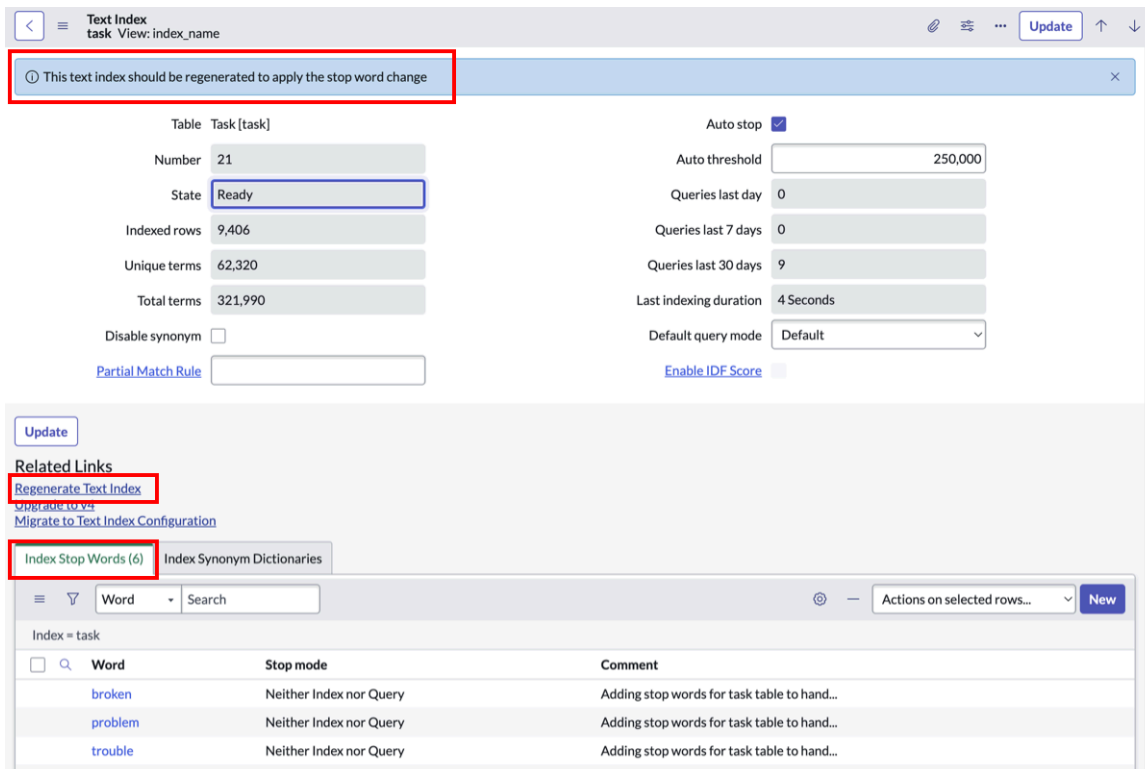 Text Index
task View: index_name
Update
This text index should be regenerated to apply the stop word change
Table Task [task]
Number 21
State Ready
Indexed rows 9,406
Unique terms 62,320
Total terms 321,990
Disable synonym
Partial Match Rule
Auto stop
Auto threshold 250,000
Queries last day 0
Queries last 7 days 0
Queries last 30 days 9
Last indexing duration 4 Seconds
Default query mode Default
Enable IDF Score
Update
Related Links
Regenerate Text Index
Upgrade to v4
Migrate to Text Index Configuration
Index Stop Words (6) Index Synonym Dictionaries
Word Search Actions on selected rows... New
Index = task
Word Stop mode Comment
broken Neither Index nor Query Adding stop words for task table to hand...
problem Neither Index nor Query Adding stop words for task table to hand...
trouble Neither Index nor Query Adding stop words for task table to hand...